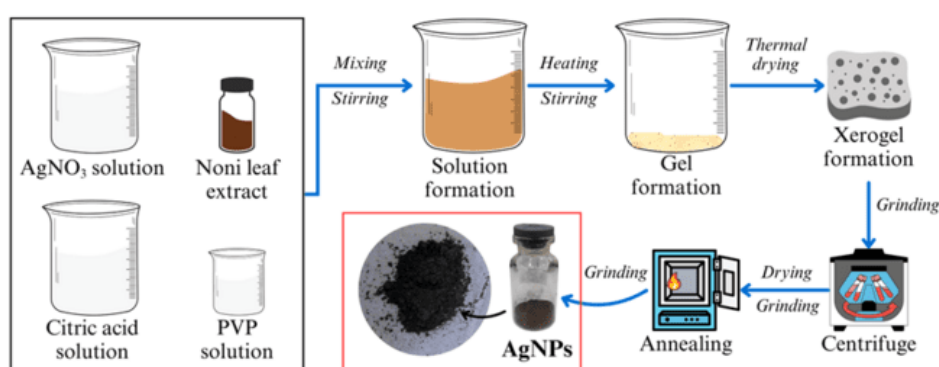 AgNO₃ solution
Noni leaf
extract
Citric acid
solution
PVP
solution
Mixing
Stirring
Solution
formation
Heating
Stirring
Gel
formation
Thermal
drying
Xerogel
formation
Grinding
Centrifuge
Drying
Grinding
Annealing
Grinding
AgNPs